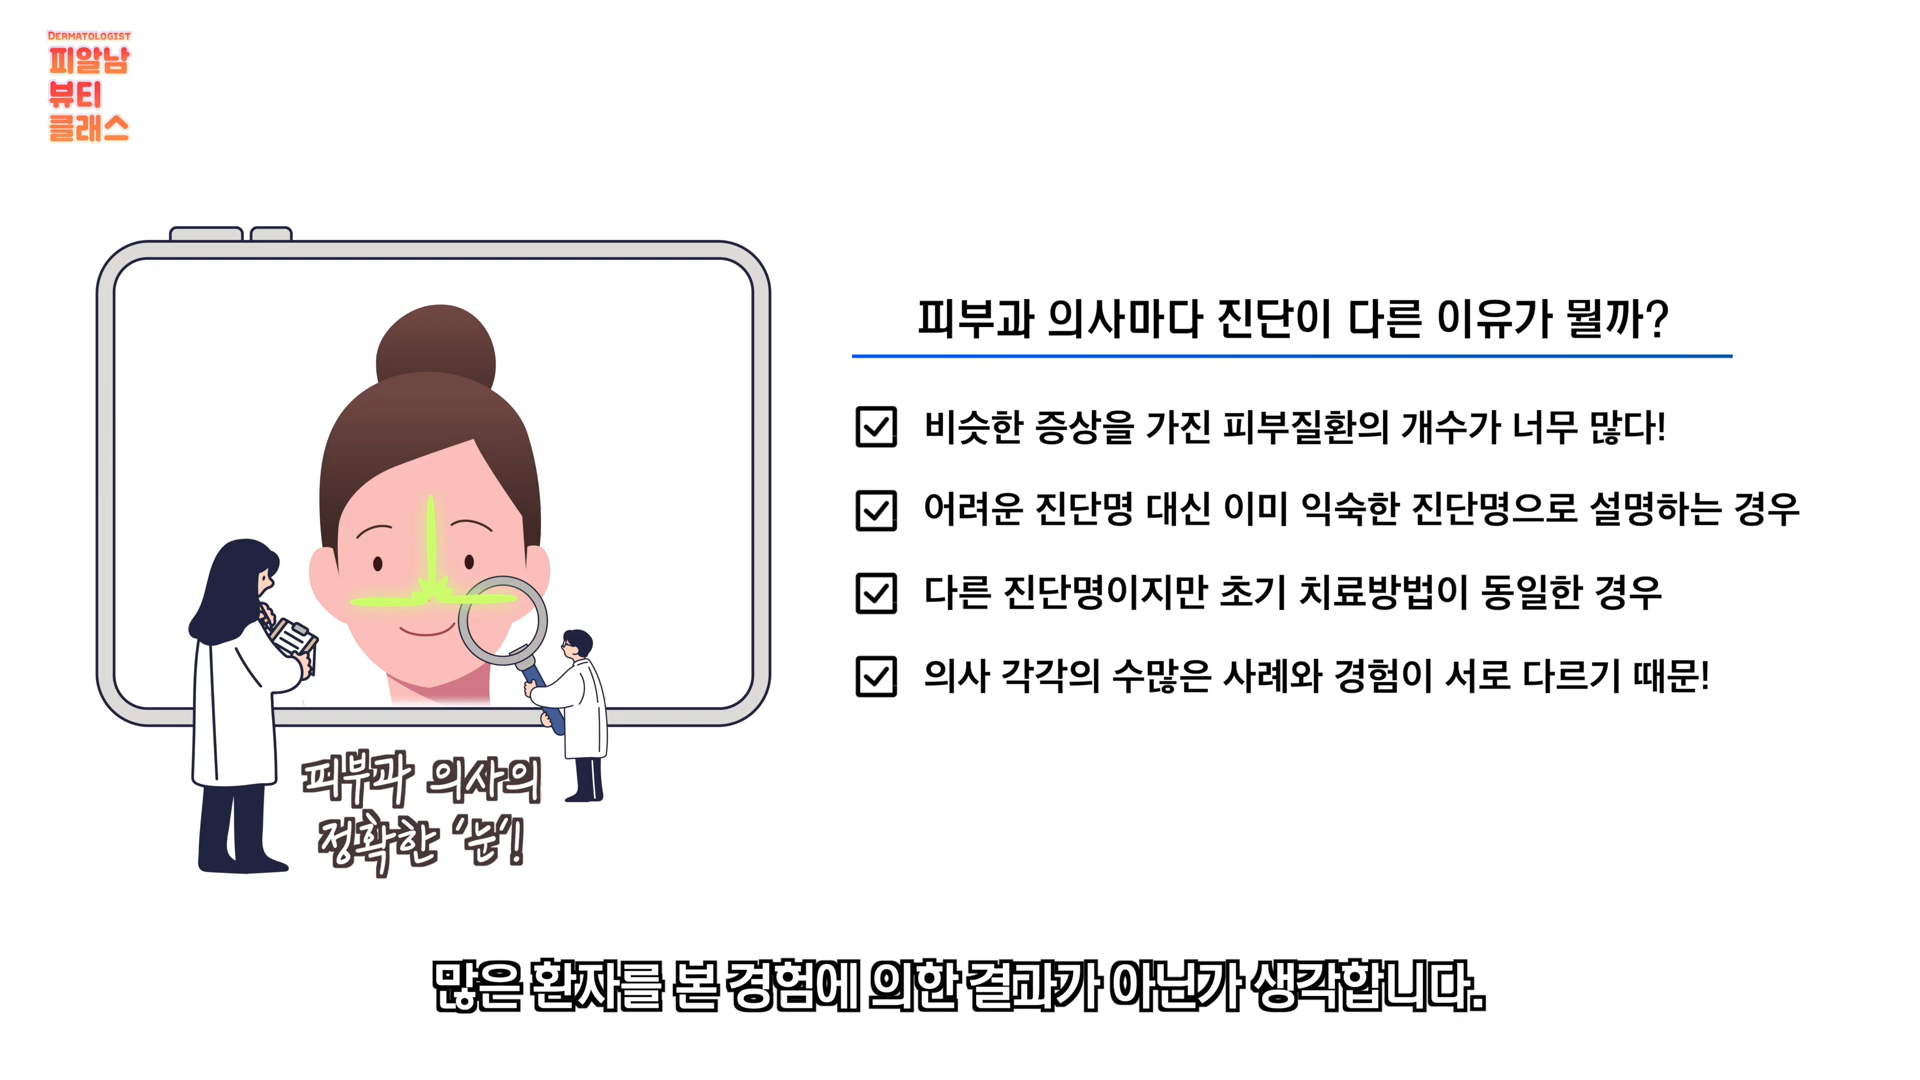 DERMATOLOGIST
피알남
뷰티
클래스
피부과 의사마다 진단이 다른 이유가 뭘까?
비슷한 증상을 가진 피부질환의 개수가 너무 많다!
어려운 진단명 대신 이미 익숙한 진단명으로 설명하는 경우
다른 진단명이지만 초기 치료방법이 동일한 경우
의사 각각의 수많은 사례와 경험이 서로 다르기 때문!
피부과 의사의
정확한 '눈'!
많은 환자를 본 경험에 의한 결과가 아닌가 생각합니다.